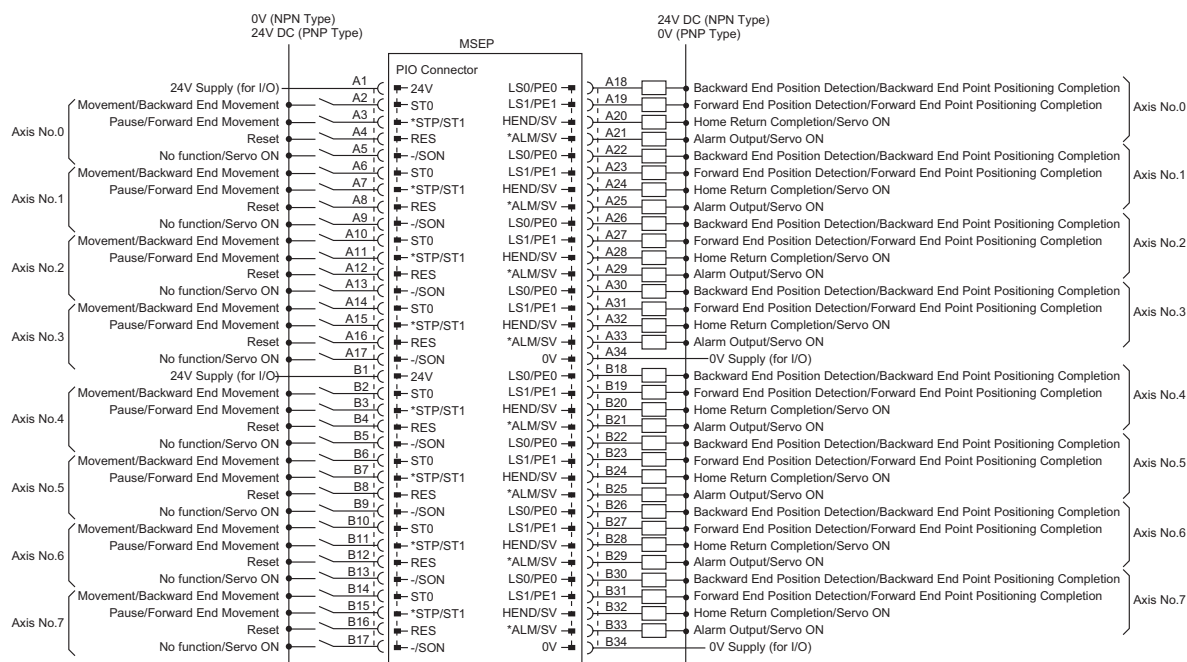 0V (NPN Type)
24V DC (PNP Type)
24V DC (NPN Type)
0V (PNP Type)
MSEP
PIO Connector
24V Supply (for I/O) A1 24V LS0/PE0 A18 Backward End Position Detection/Backward End Point Positioning Completion
Movement/Backward End Movement A2 ST0 LS1/PE1 A19 Forward End Position Detection/Forward End Point Positioning Completion
Axis No.0 Pause/Forward End Movement A3 *STP/ST1 HEND/SV A20 Home Return Completion/Servo ON Axis No.0
Reset A4 RES *ALM/SV A21 Alarm Output/Servo ON
No function/Servo ON A5 -/SON LS0/PE0 A22 Backward End Position Detection/Backward End Point Positioning Completion
Movement/Backward End Movement A6 ST0 LS1/PE1 A23 Forward End Position Detection/Forward End Point Positioning Completion
Axis No.1 Pause/Forward End Movement A7 *STP/ST1 HEND/SV A24 Home Return Completion/Servo ON Axis No.1
Reset A8 RES *ALM/SV A25 Alarm Output/Servo ON
No function/Servo ON A9 -/SON LS0/PE0 A26 Backward End Position Detection/Backward End Point Positioning Completion
Movement/Backward End Movement A10 ST0 LS1/PE1 A27 Forward End Position Detection/Forward End Point Positioning Completion
Axis No.2 Pause/Forward End Movement A11 *STP/ST1 HEND/SV A28 Home Return Completion/Servo ON Axis No.2
Reset A12 RES *ALM/SV A29 Alarm Output/Servo ON
No function/Servo ON A13 -/SON LS0/PE0 A30 Backward End Position Detection/Backward End Point Positioning Completion
Movement/Backward End Movement A14 ST0 LS1/PE1 A31 Forward End Position Detection/Forward End Point Positioning Completion
Axis No.3 Pause/Forward End Movement A15 *STP/ST1 HEND/SV A32 Home Return Completion/Servo ON Axis No.3
Reset A16 RES *ALM/SV A33 Alarm Output/Servo ON
No function/Servo ON A17 -/SON 0V A34 0V Supply (for I/O)
24V Supply (for I/O) B1 24V LS0/PE0 B18 Backward End Position Detection/Backward End Point Positioning Completion
Movement/Backward End Movement B2 ST0 LS1/PE1 B19 Forward End Position Detection/Forward End Point Positioning Completion
Axis No.4 Pause/Forward End Movement B3 *STP/ST1 HEND/SV B20 Home Return Completion/Servo ON Axis No.4
Reset B4 RES *ALM/SV B21 Alarm Output/Servo ON
No function/Servo ON B5 -/SON LS0/PE0 B22 Backward End Position Detection/Backward End Point Positioning Completion
Movement/Backward End Movement B6 ST0 LS1/PE1 B23 Forward End Position Detection/Forward End Point Positioning Completion
Axis No.5 Pause/Forward End Movement B7 *STP/ST1 HEND/SV B24 Home Return Completion/Servo ON Axis No.5
Reset B8 RES *ALM/SV B25 Alarm Output/Servo ON
No function/Servo ON B9 -/SON LS0/PE0 B26 Backward End Position Detection/Backward End Point Positioning Completion
Movement/Backward End Movement B10 ST0 LS1/PE1 B27 Forward End Position Detection/Forward End Point Positioning Completion
Axis No.6 Pause/Forward End Movement B11 *STP/ST1 HEND/SV B28 Home Return Completion/Servo ON Axis No.6
Reset B12 RES *ALM/SV B29 Alarm Output/Servo ON
No function/Servo ON B13 -/SON LS0/PE0 B30 Backward End Position Detection/Backward End Point Positioning Completion
Movement/Backward End Movement B14 ST0 LS1/PE1 B31 Forward End Position Detection/Forward End Point Positioning Completion
Axis No.7 Pause/Forward End Movement B15 *STP/ST1 HEND/SV B32 Home Return Completion/Servo ON Axis No.7
Reset B16 RES *ALM/SV B33 Alarm Output/Servo ON
No function/Servo ON B17 -/SON 0V B34 0V Supply (for I/O)